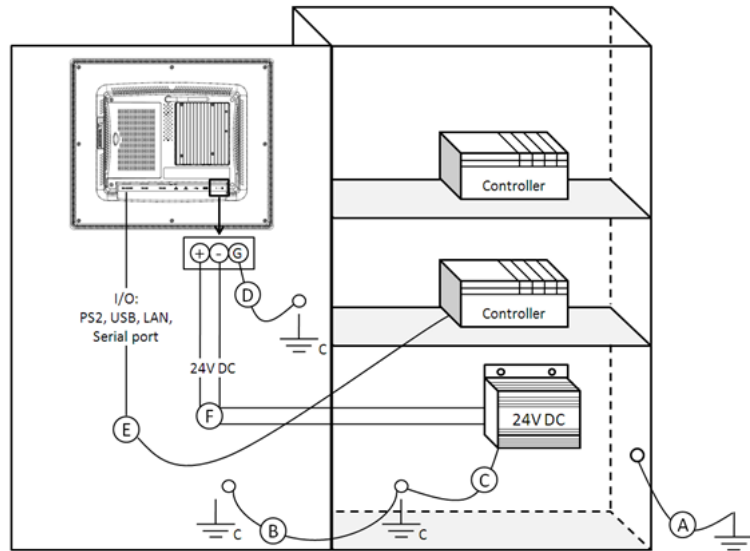 Controller
+ - G
D
I/O:
PS2, USB, LAN,
Serial port
C
Controller
24V DC
F
24V DC
E
C
A
B
C
C